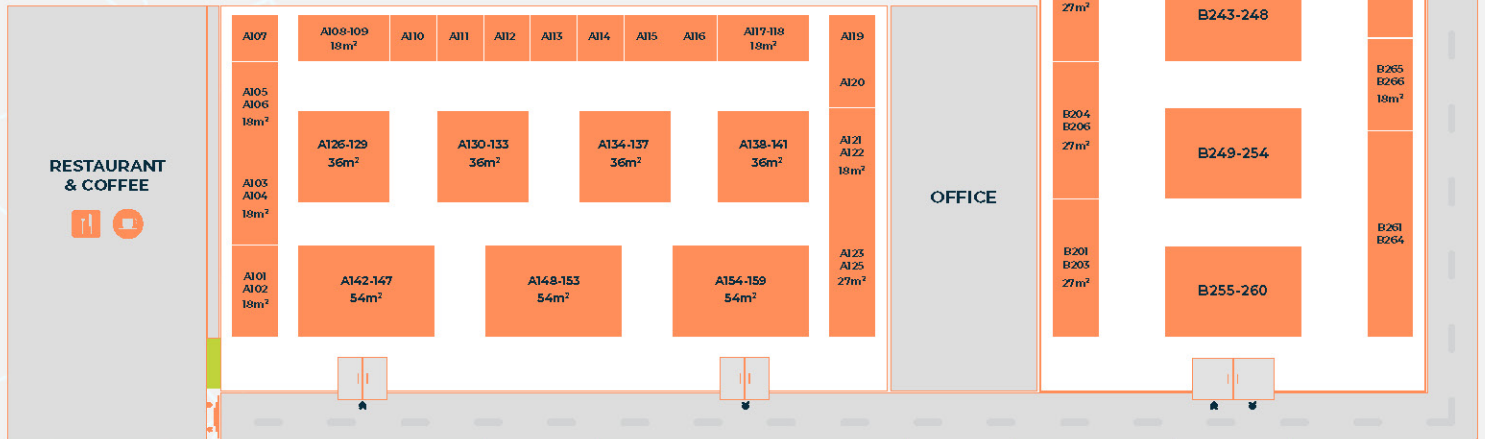 RESTAURANT
& COFFEE
A107
A105
A106
18m²
A103
A104
18m²
A101
A102
18m²
A108-109
18m²
A110
A111
A112
A113
A114
A115
A116
A117-118
18m²
A119
A120
A121
A122
18m²
A123
A125
27m²
A126-129
36m²
A130-133
36m²
A134-137
36m²
A138-141
36m²
A142-147
54m²
A148-153
54m²
A154-159
54m²
OFFICE
27m²
B204
B206
27m²
B201
B203
27m²
B243-248
B249-254
B255-260
B265
B266
18m²
B261
B264